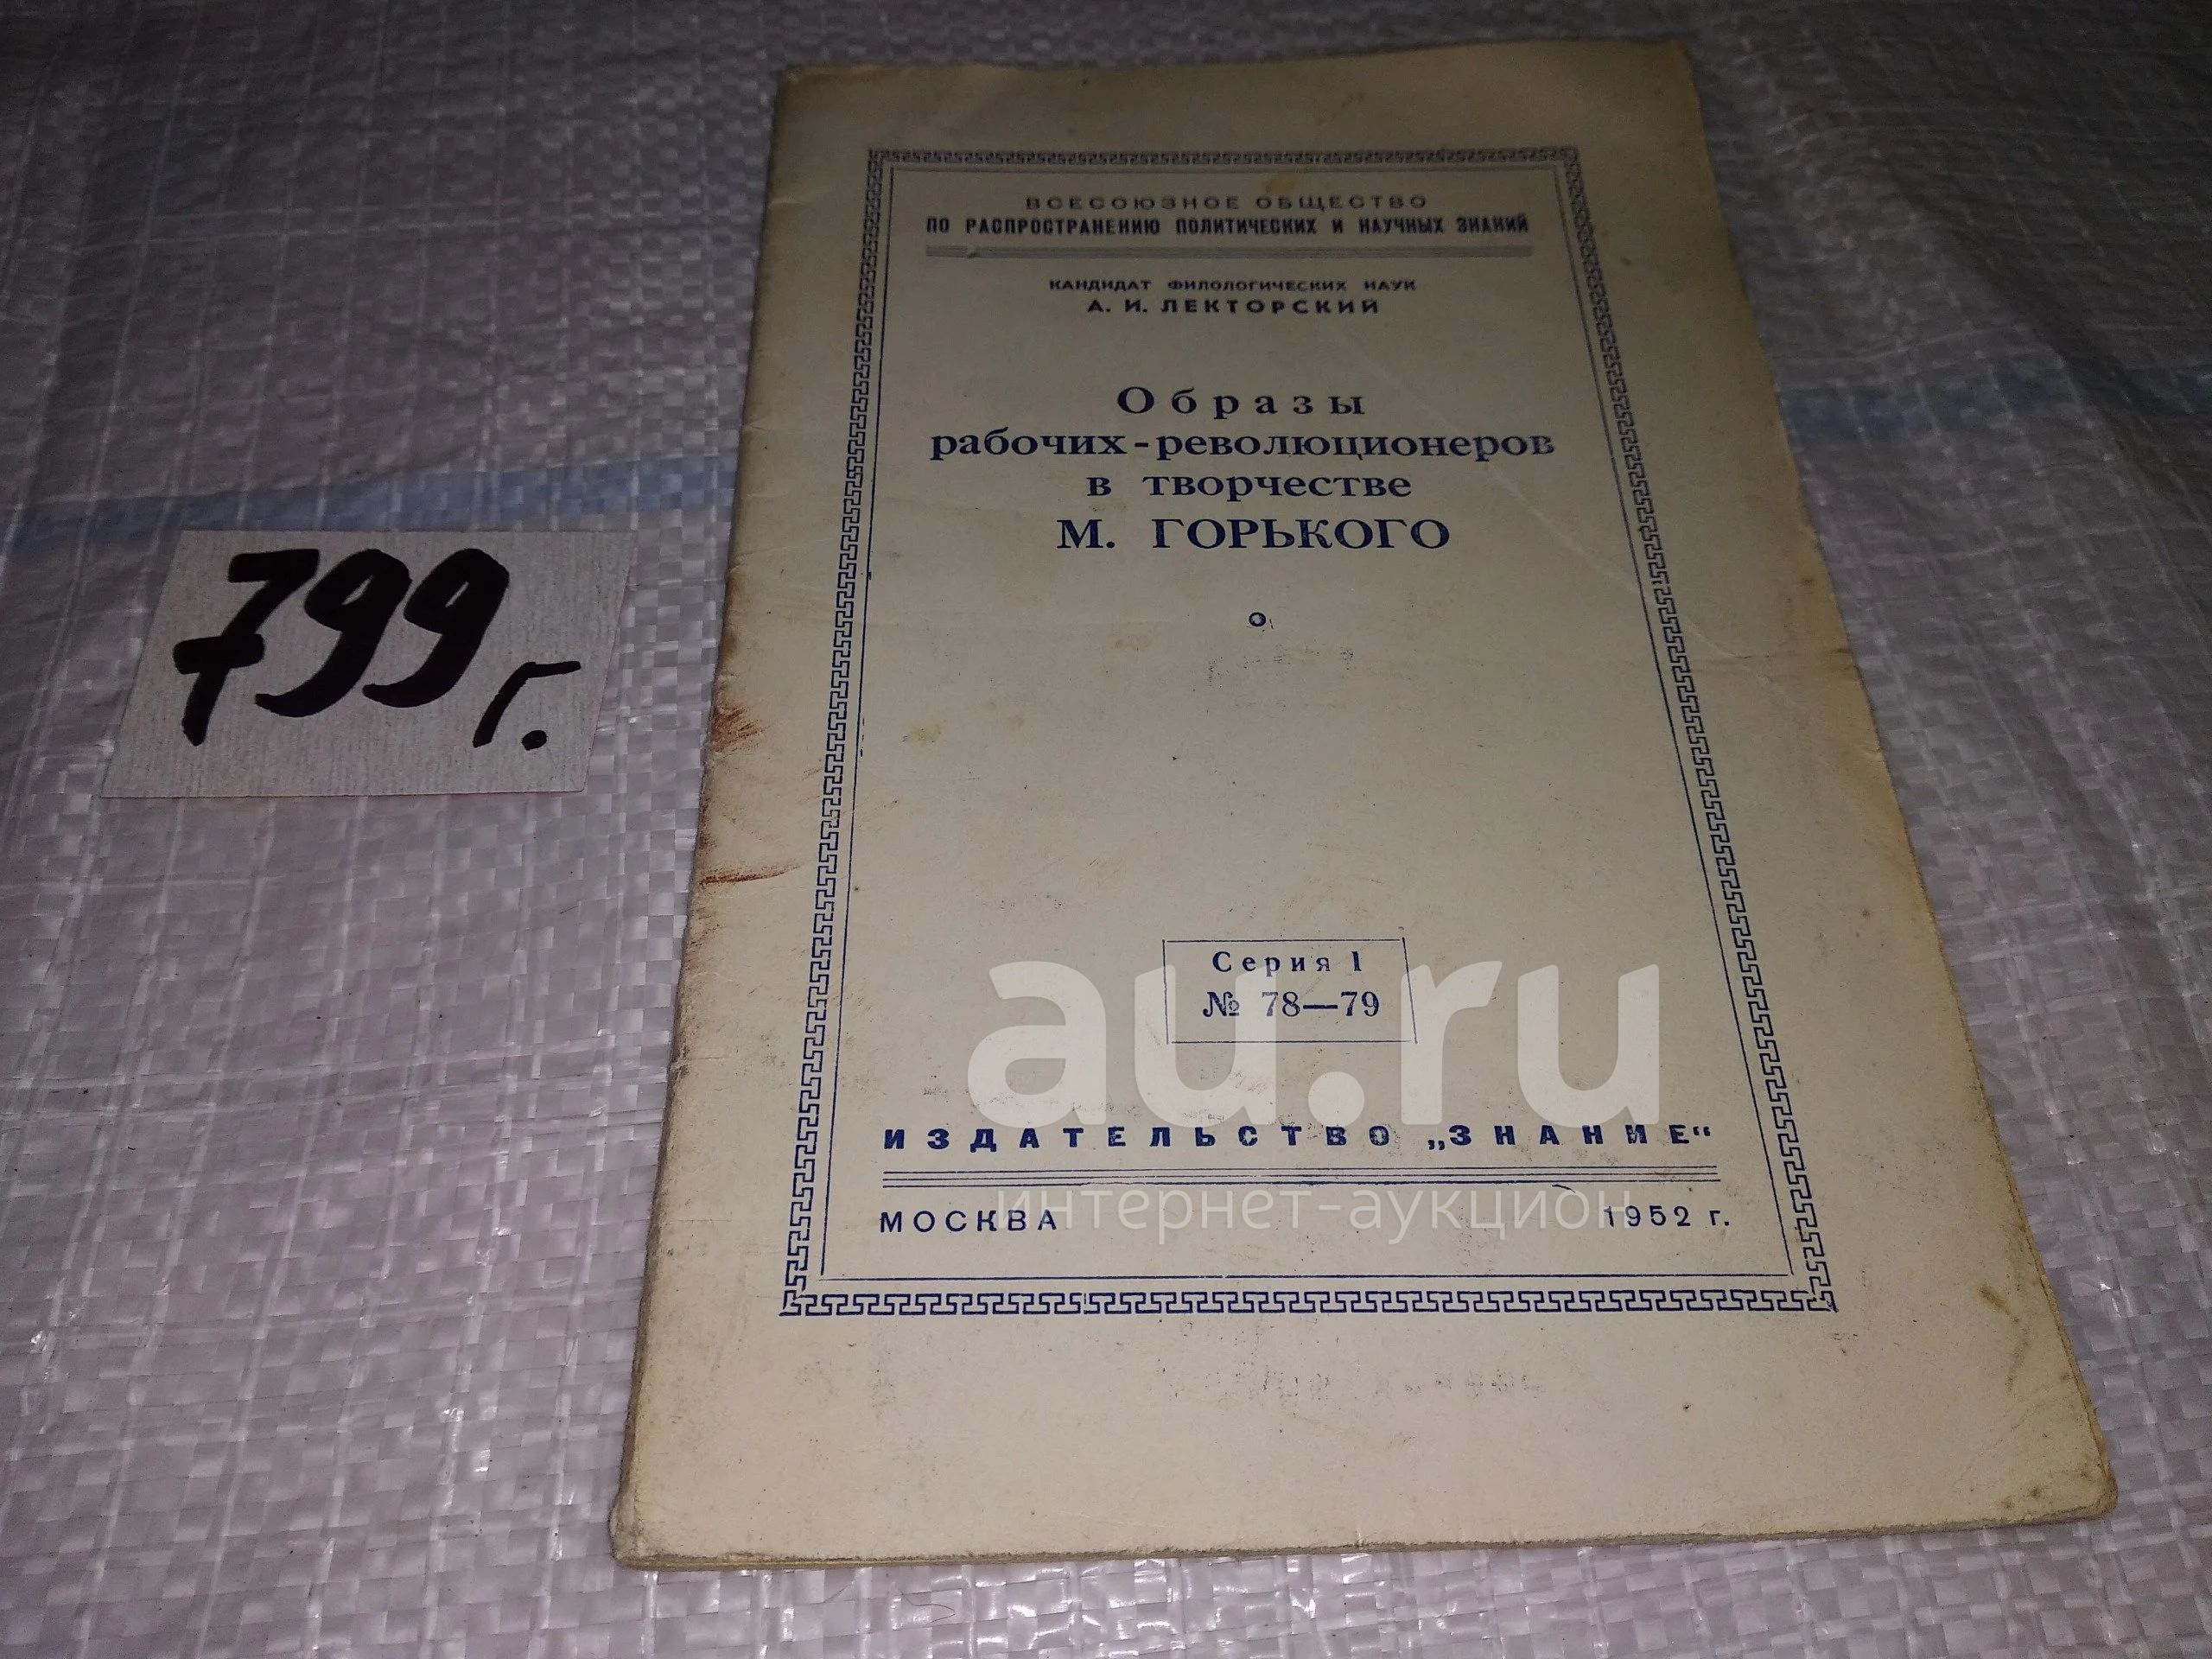 ВСЕСОЮЗНОЕ ОБЩЕСТВО
ПО РАСПРОСТРАНЕНИЮ ПОЛИТИЧЕСКИХ И НАУЧНЫХ ЗНАНИЙ
КАНДИДАТ ФИЛОЛОГИЧЕСКИХ НАУК
А. И. ЛЕКТОРСКИЙ
Образы
рабочих-революционеров
в творчестве
М. ГОРЬКОГО
799 г.
Серия I
№ 78—79
au.ru
ИЗДАТЕЛЬСТВО „ЗНАНИЕ“
интернет-аукцион
МОСКВА 1952 г.